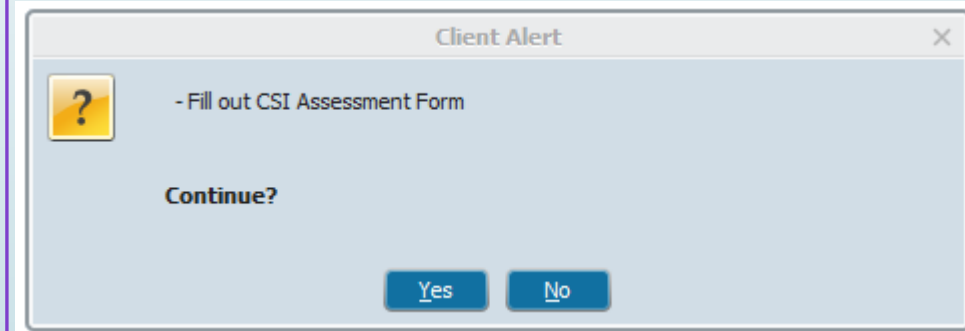 Client Alert
- Fill out CSI Assessment Form
Continue?
Yes No